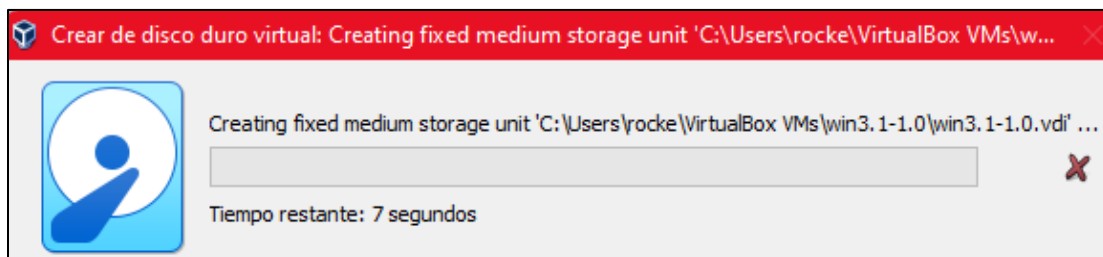 Crear de disco duro virtual: Creating fixed medium storage unit 'C:\Users\rocke\VirtualBox VMs\w...
Creating fixed medium storage unit 'C:\Users\rocke\VirtualBox VMs\win3.1-1.0\win3.1-1.0.vdi' ...
Tiempo restante: 7 segundos